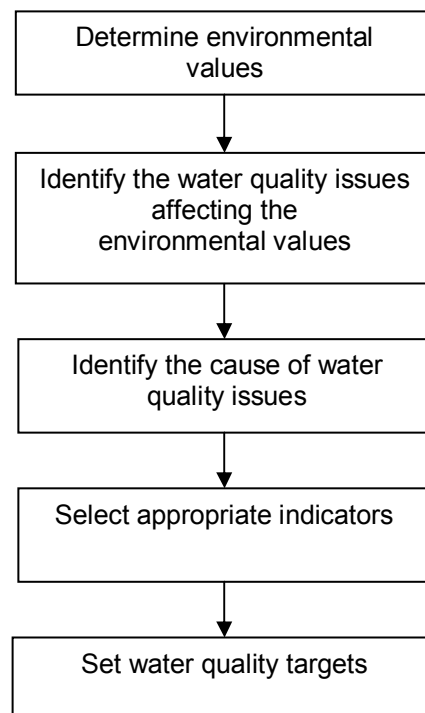 Determine environmental
values
Identify the water quality issues
affecting the
environmental values
Identify the cause of water
quality issues
Select appropriate indicators
Set water quality targets